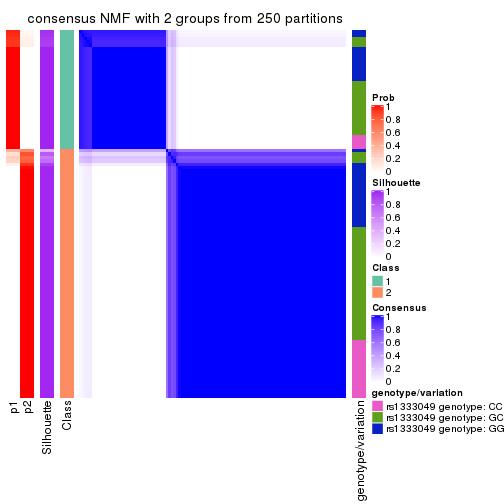 consensus NMF with 2 groups from 250 partitions
Prob
1
0.8
0.6
0.4
0.2
0
Silhouette
1
0.8
0.6
0.4
0.2
0
Class
1
2
Consensus
1
0.8
0.6
0.4
0.2
0
genotype/variation
rs1333049 genotype: CC
rs1333049 genotype: GC
rs1333049 genotype: GG
p1
p2
Silhouette
Class
genotype/variation